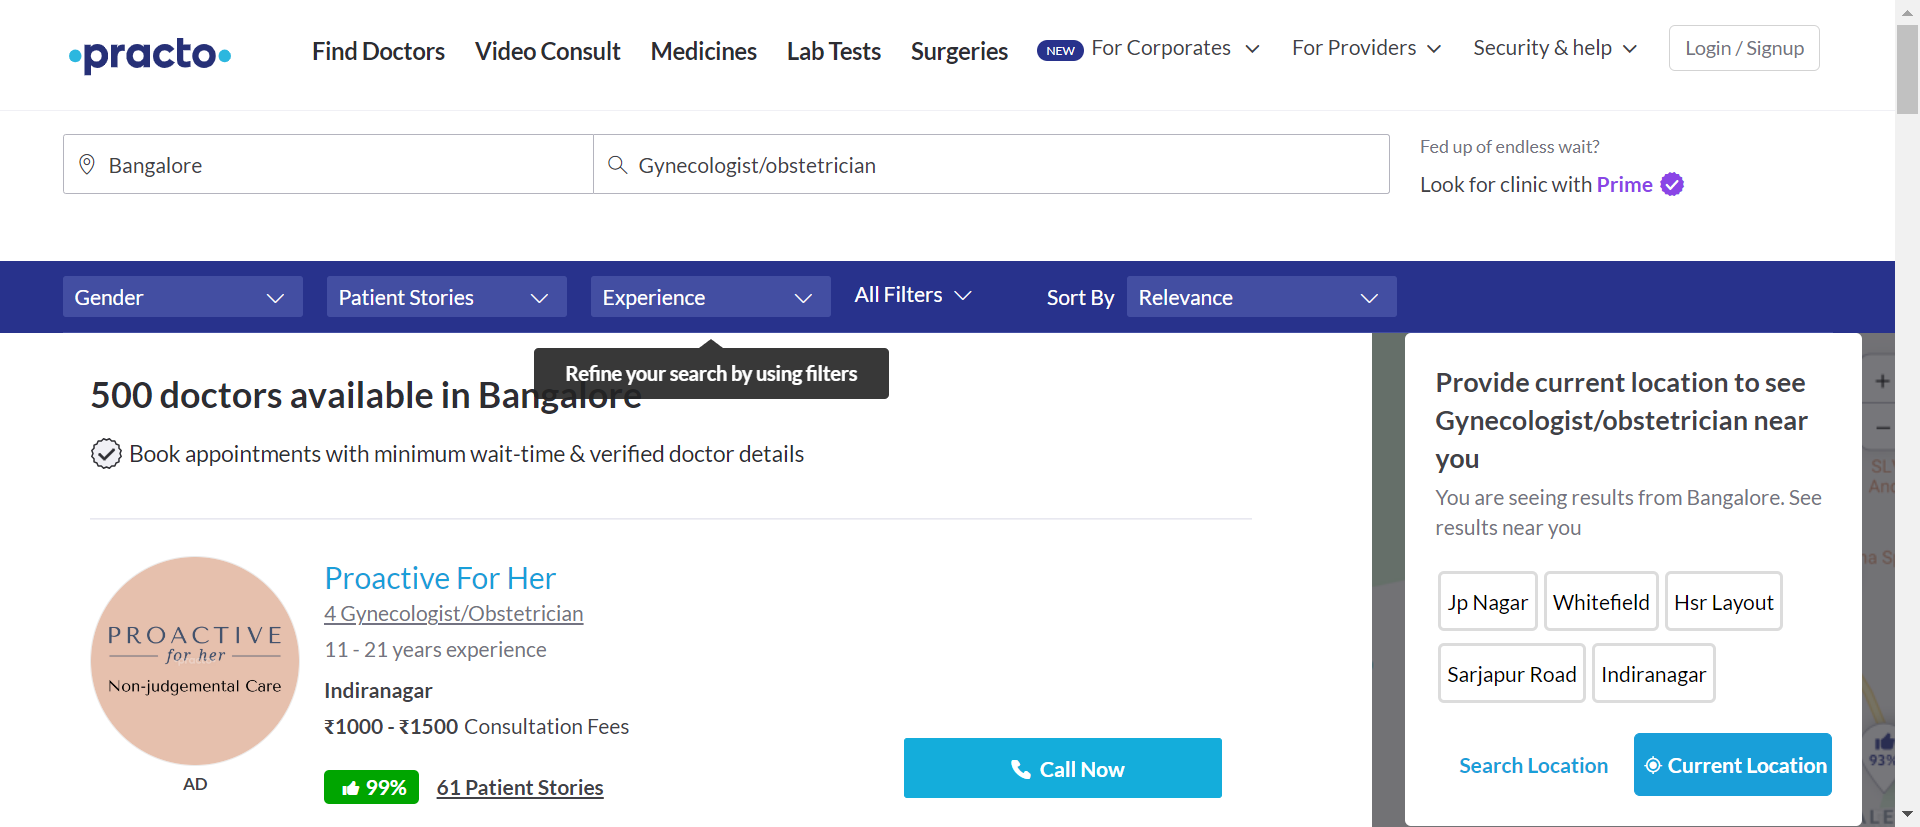 practo
Find Doctors Video Consult Medicines Lab Tests Surgeries NEW For Corporates For Providers Security & help Login / Signup
Bangalore Gynecologist/obstetrician
Fed up of endless wait?
Look for clinic with Prime
Gender Patient Stories Experience All Filters Sort By Relevance
Refine your search by using filters
500 doctors available in Bangalore
Book appointments with minimum wait-time & verified doctor details
PROACTIVE
for her
Non-judgemental Care
AD
Proactive For Her
4 Gynecologist/Obstetrician
11 - 21 years experience
Indiranagar
₹1000 - ₹1500 Consultation Fees
99% 61 Patient Stories
Call Now
Provide current location to see
Gynecologist/obstetrician near
you
You are seeing results from Bangalore. See
results near you
Jp Nagar Whitefield Hsr Layout
Sarjapur Road Indiranagar
Search Location Current Location
+
−
93%